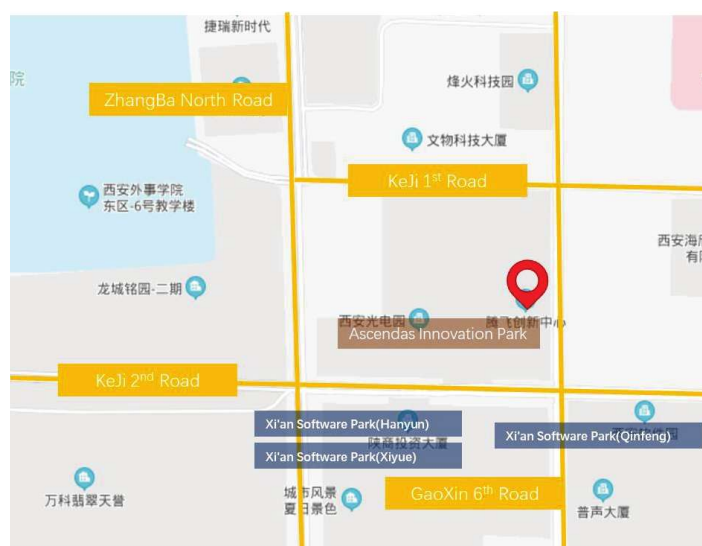 捷瑞新时代
院
ZhangBa North Road
烽火科技园
文物科技大厦
KeJi 1st Road
西安外事学院
东区-6号教学楼
西安海
有限
龙城铭园-二期
西安光电园
腾飞创新中心
Ascendas Innovation Park
KeJi 2nd Road
Xi'an Software Park(Hanyun)
陕商投资大厦
Xi'an Software Park(Qinfeng)
Xi'an Software Park(Xiyue)
万科翡翠天誉
城市风景
夏日景色
GaoXin 6th Road
普声大厦